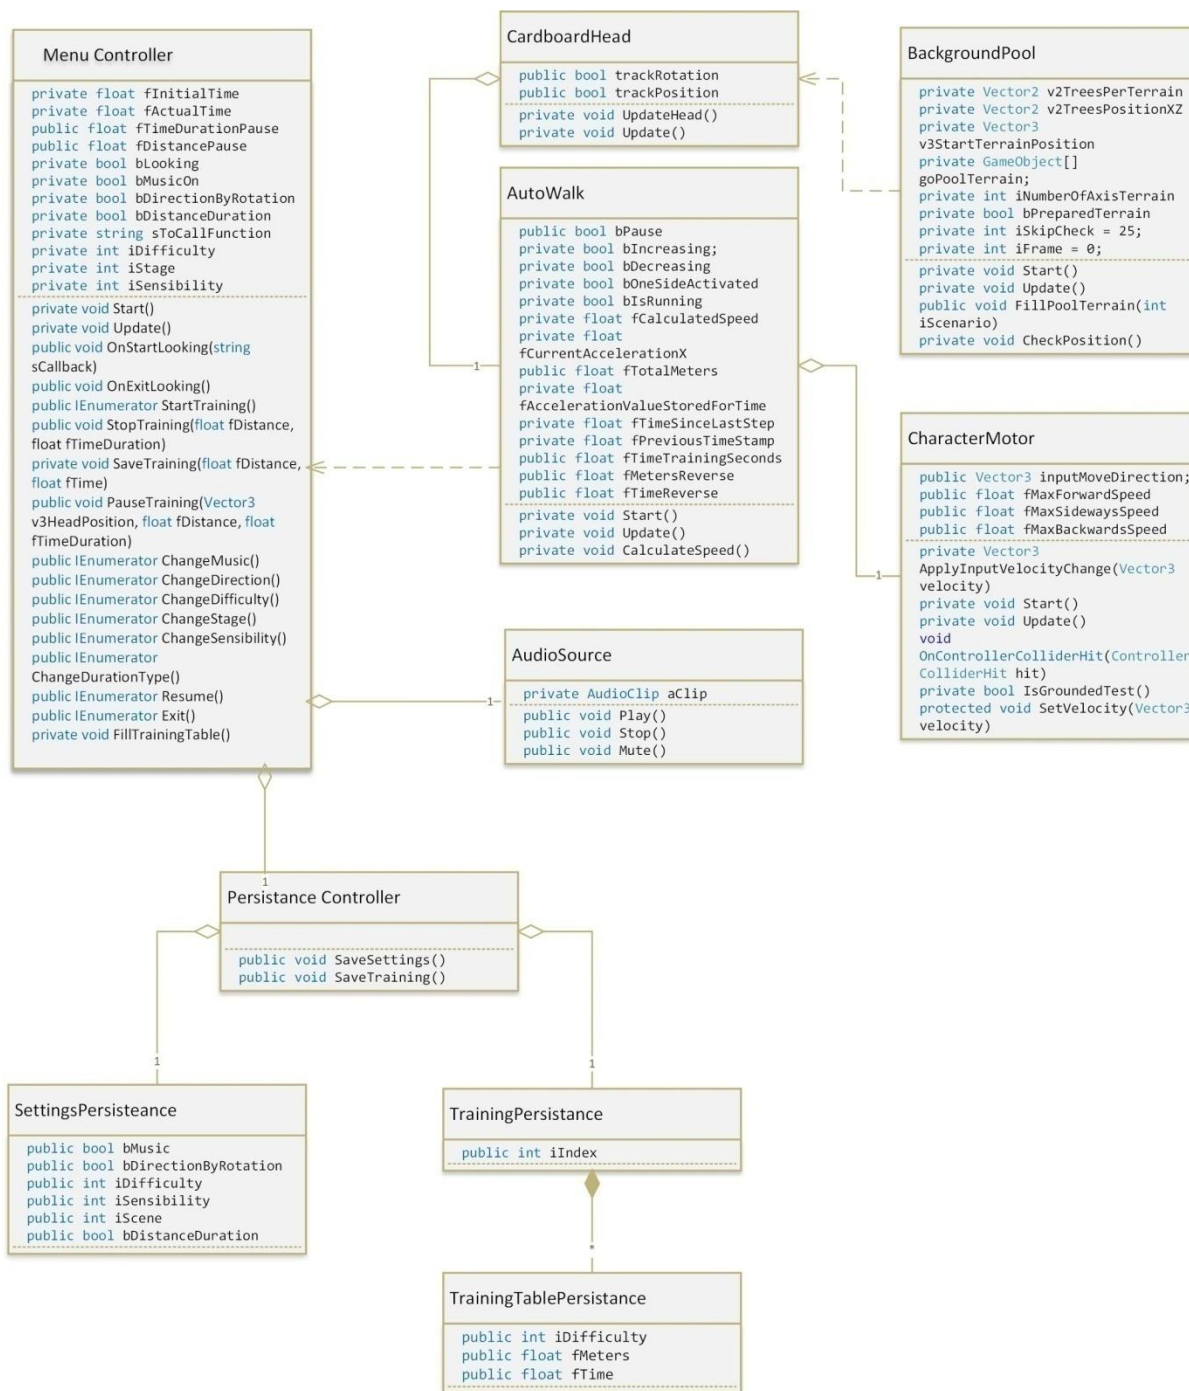 Menu Controller
private float fInitialTime
private float fActualTime
public float fTimeDurationPause
public float fDistancePause
private bool bLooking
private bool bMusicOn
private bool bDirectionByRotation
private bool bDistanceDuration
private string sToCallFunction
private int iDifficulty
private int iStage
private int iSensibility
private void Start()
private void Update()
public void OnStartLooking(string
sCallback)
public void OnExitLooking()
public IEnumerator StartTraining()
public void StopTraining(float fDistance,
float fTimeDuration)
private void SaveTraining(float fDistance,
float fTime)
public void PauseTraining(Vector3
v3HeadPosition, float fDistance, float
fTimeDuration)
public IEnumerator ChangeMusic()
public IEnumerator ChangeDirection()
public IEnumerator ChangeDifficulty()
public IEnumerator ChangeStage()
public IEnumerator ChangeSensibility()
public IEnumerator
ChangeDurationType()
public IEnumerator Resume()
public IEnumerator Exit()
private void FillTrainingTable()
CardboardHead
public bool trackRotation
public bool trackPosition
private void UpdateHead()
private void Update()
AutoWalk
public bool bPause
private bool bIncreasing;
private bool bDecreasing
private bool bOneSideActivated
private bool bIsRunning
private float fCalculatedSpeed
private float
fCurrentAccelerationX
public float fTotalMeters
private float
fAccelerationValueStoredForTime
private float fTimeSinceLastStep
private float fPreviousTimeStamp
private float fTimeTrainingSeconds
public float fMetersReverse
public float fTimeReverse
private void Start()
private void Update()
private void CalculateSpeed()
1
AudioSource
private AudioClip aClip
public void Play()
public void Stop()
public void Mute()
1
BackgroundPool
private Vector2 v2TreesPerTerrain
private Vector2 v2TreesPositionXZ
private Vector3
v3StartTerrainPosition
private GameObject[]
goPoolTerrain;
private int iNumberOfAxisTerrain
private bool bPreparedTerrain
private int iSkipCheck = 25;
private int iFrame = 0;
private void Start()
private void Update()
public void FillPoolTerrain(int
iScenario)
private void CheckPosition()
CharacterMotor
public Vector3 inputMoveDirection;
public float fMaxForwardSpeed
public float fMaxSidewaysSpeed
public float fMaxBackwardsSpeed
private Vector3
ApplyInputVelocityChange(Vector3
velocity)
private void Start()
private void Update()
void
OnControllerColliderHit(Controller
ColliderHit hit)
private bool IsGroundedTest()
protected void SetVelocity(Vector3
velocity)
1
1
Persistance Controller
public void SaveSettings()
public void SaveTraining()
1
1
SettingsPersisteance
public bool bMusic
public bool bDirectionByRotation
public int iDifficulty
public int iSensibility
public int iScene
public bool bDistanceDuration
TrainingPersistance
public int iIndex
*
TrainingTablePersistance
public int iDifficulty
public float fMeters
public float fTime